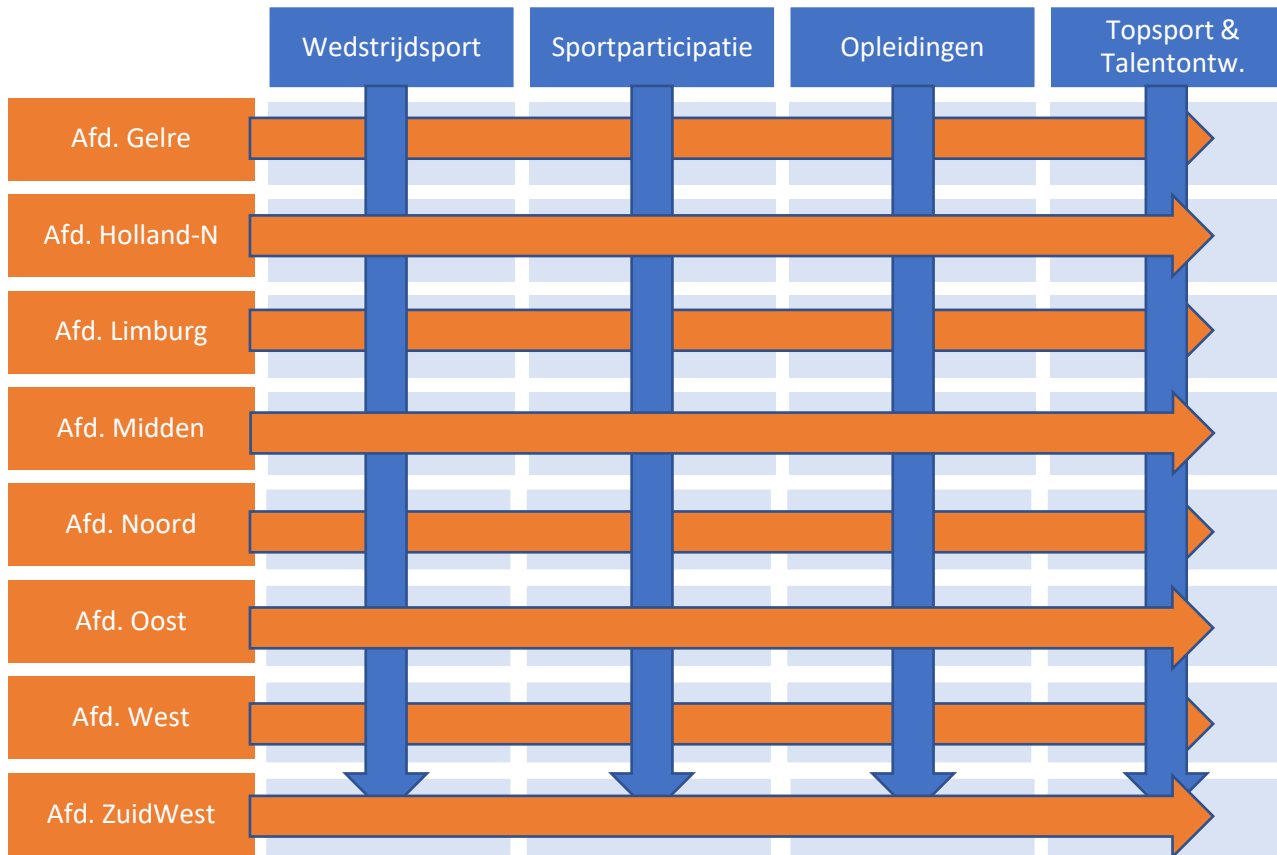 Wedstrijdsport
Sportparticipatie
Opleidingen
Topsport &
Talentontw.
Afd. Gelre
Afd. Holland-N
Afd. Limburg
Afd. Midden
Afd. Noord
Afd. Oost
Afd. West
Afd. ZuidWest